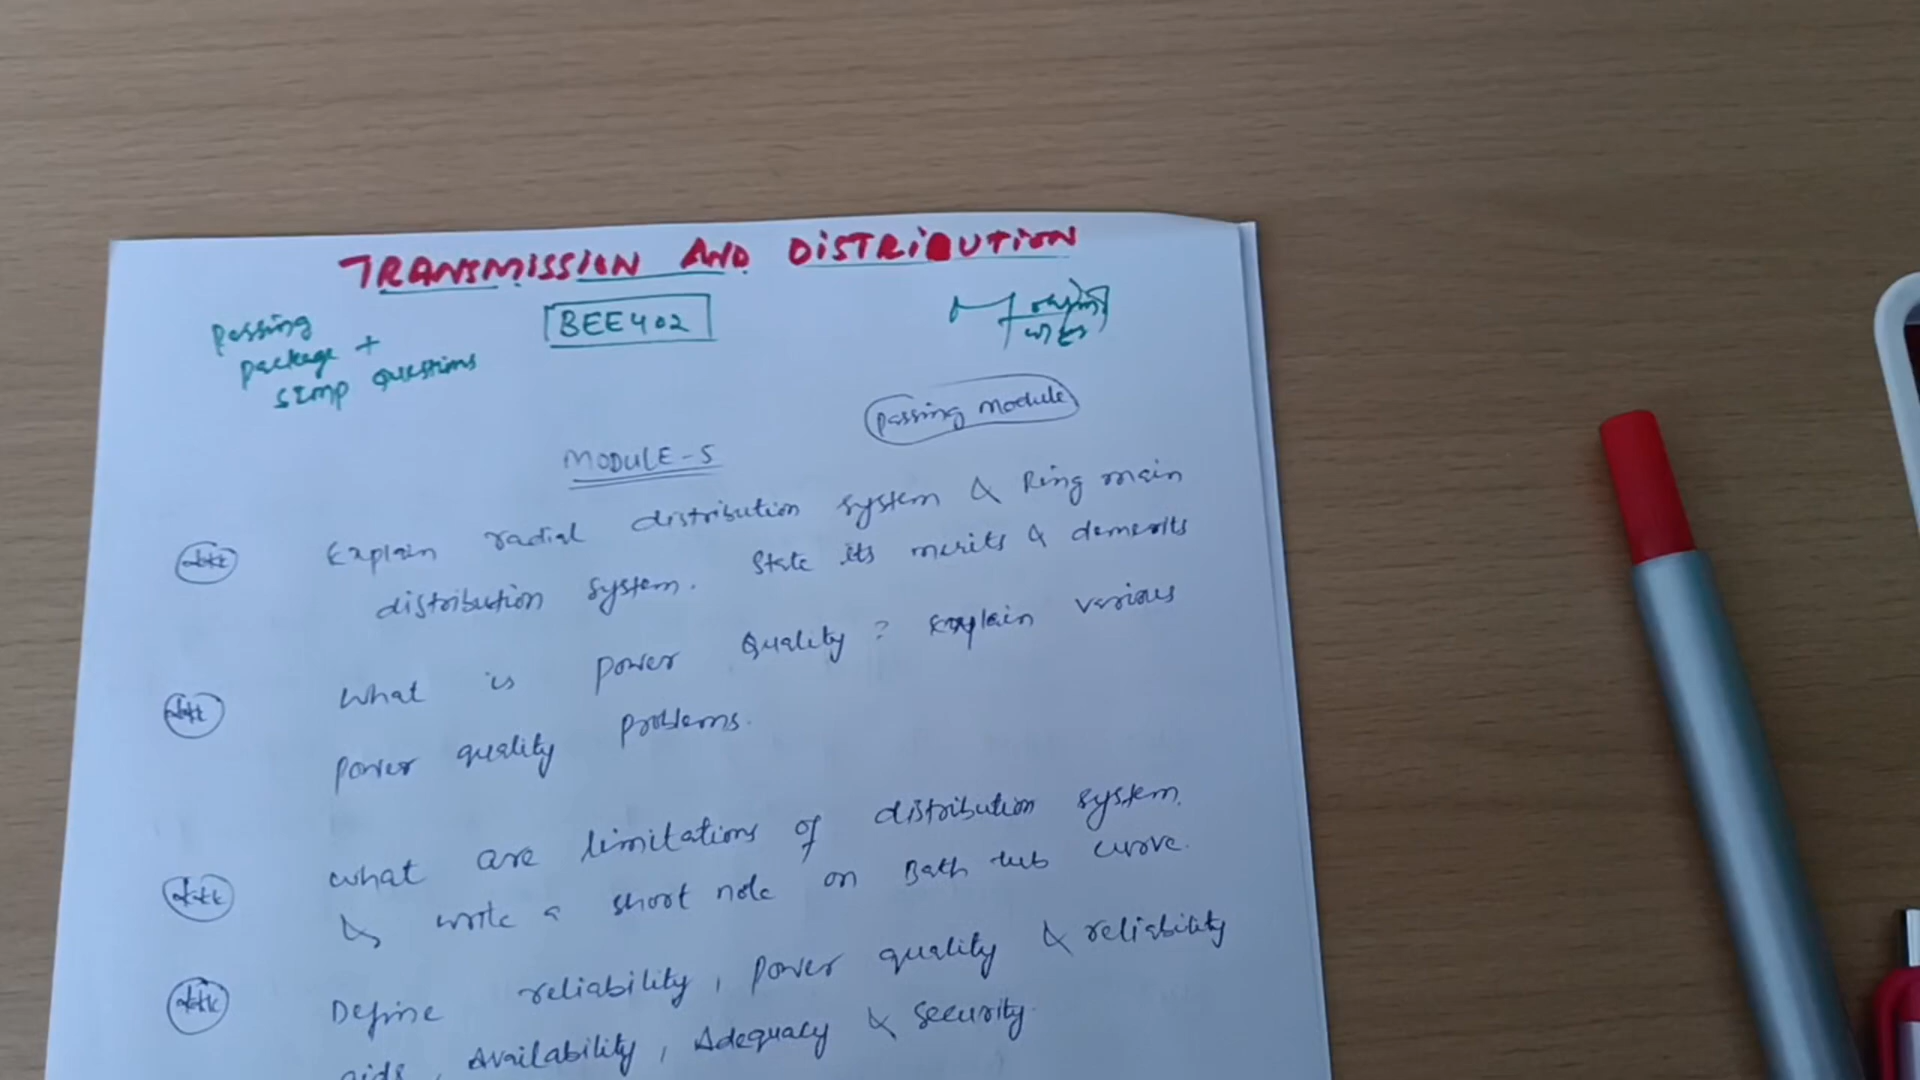 TRANSMISSION AND DISTRIBUTION
Passing
package +
SIMP Questions
BEE402
Passing Module
MODULE-5
Explain radial distribution system & Ring main
distribution system. State its merits & demerits
What is Power Quality? Explain various
Power quality problems.
What are limitations of distribution system
& write a short note on Bath tub curve.
Define reliability, Power quality & reliability
aids, Availability, Adequacy & Security.